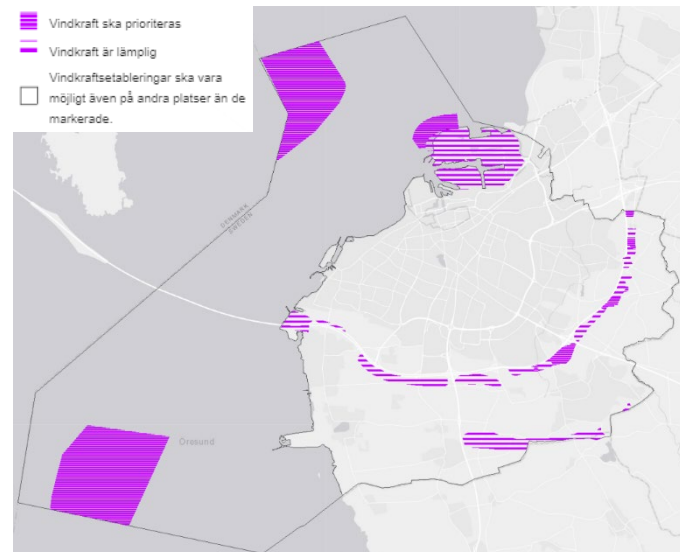 Vindkraft ska prioriteras
Vindkraft är lämplig
Vindkraftsetableringar ska vara
möjligt även på andra platser än de
markerade.
DENMARK
SWEDEN
Öresund